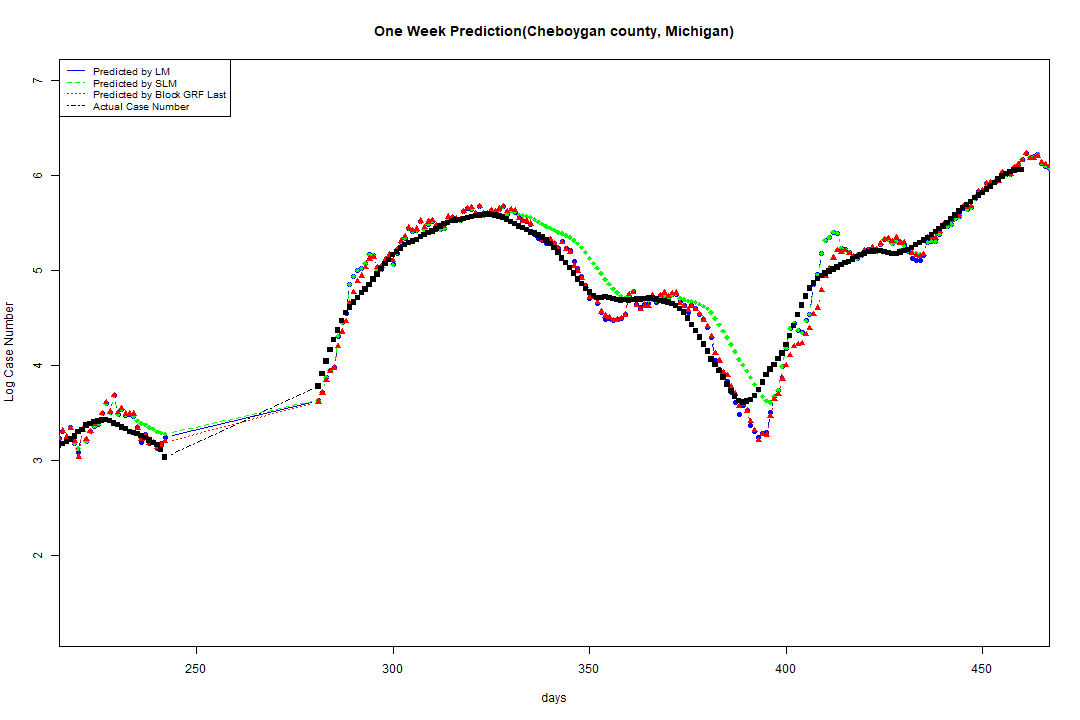 One Week Prediction(Cheboygan county, Michigan)
Predicted by LM
Predicted by SLM
Predicted by Block GRF Last
Actual Case Number
7
6
5
4
3
2
Log Case Number
250 300 350 400 450
days